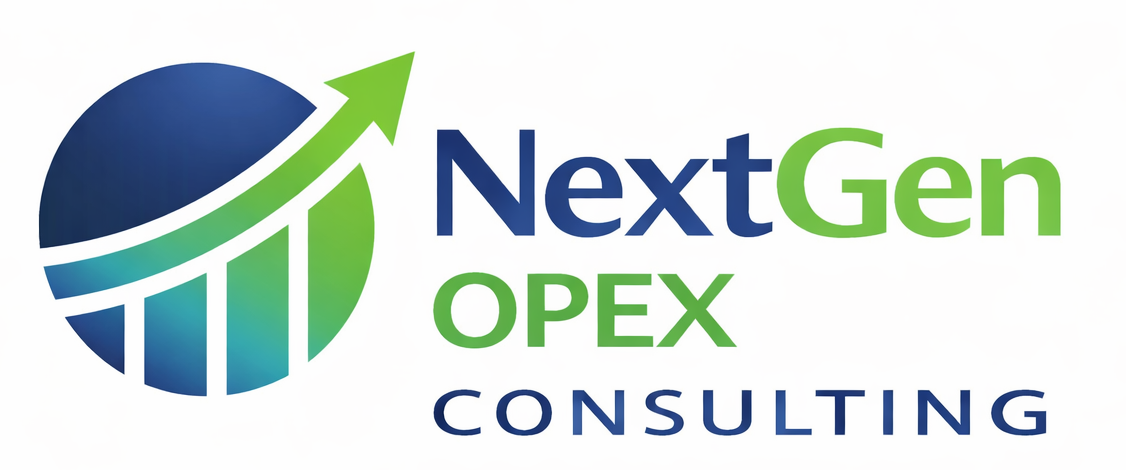 NextGen
OPEX
CONSULTING